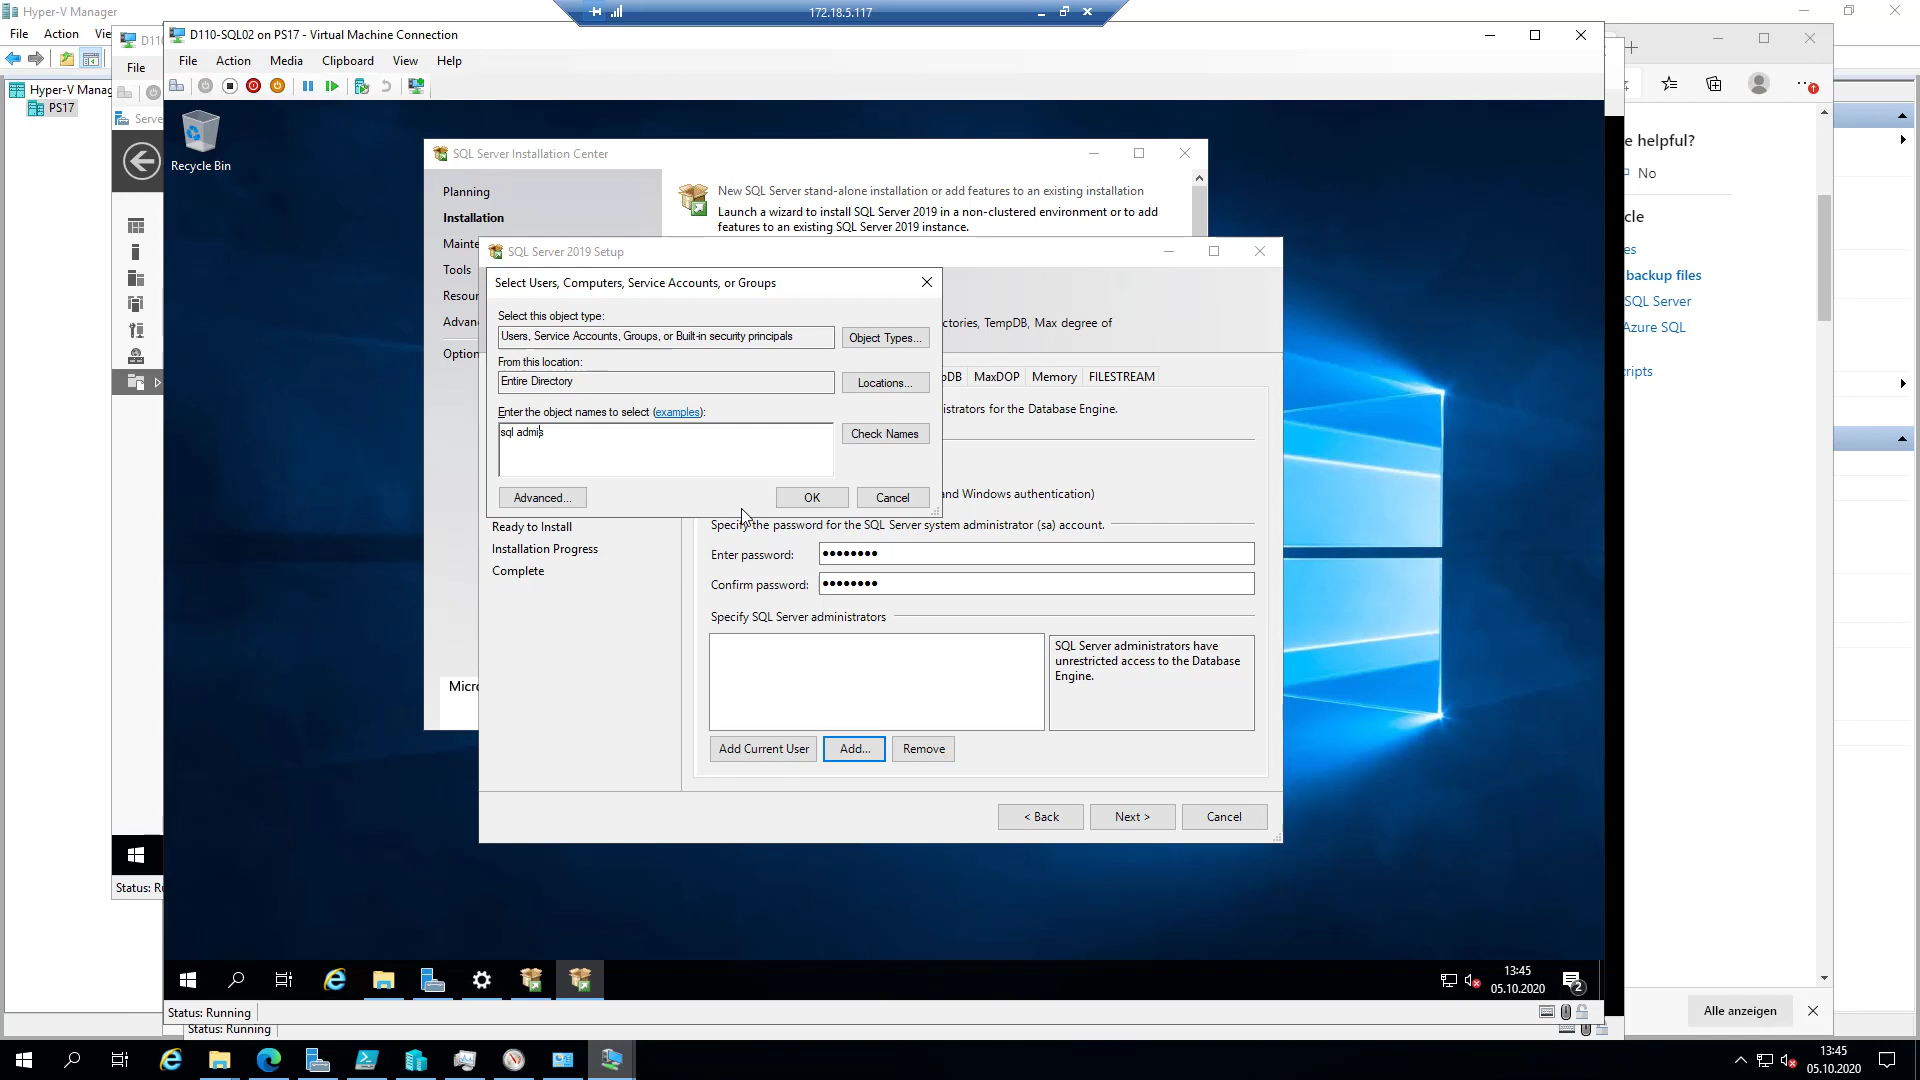 Hyper-V Manager
172.18.5.117
File
Action
D110-SQL02 on PS17 - Virtual Machine Connection
File
File
Action
Media
Clipboard
View
Help
Hyper-V Manag
PS17
Recycle Bin
SQL Server Installation Center
Planning
Installation
Tools
New SQL Server stand-alone installation or add features to an existing installation
Launch a wizard to install SQL Server 2019 in a non-clustered environment or to add
features to an existing SQL Server 2019 instance.
SQL Server 2019 Setup
Select Users, Computers, Service Accounts, or Groups
Select this object type:
Users, Service Accounts, Groups, or Built-in security principals
Object Types...
From this location:
Entire Directory
Locations...
Enter the object names to select (examples):
sql admis
Check Names
Advanced...
OK
Cancel
ctories, TempDB, Max degree of
pDB
MaxDOP
Memory
FILESTREAM
istrators for the Database Engine.
and Windows authentication)
Ready to Install
Installation Progress
Complete
Specify the password for the SQL Server system administrator (sa) account.
Enter password:
●●●●●●●●
Confirm password:
●●●●●●●●
Specify SQL Server administrators
SQL Server administrators have
unrestricted access to the Database
Engine.
Add Current User
Add...
Remove
< Back
Next >
Cancel
e helpful?
No
cle
es
backup files
SQL Server
Azure SQL
cripts
13:45
05.10.2020
2
Status: Running
Status: R
Status: Running
Alle anzeigen
13:45
05.10.2020